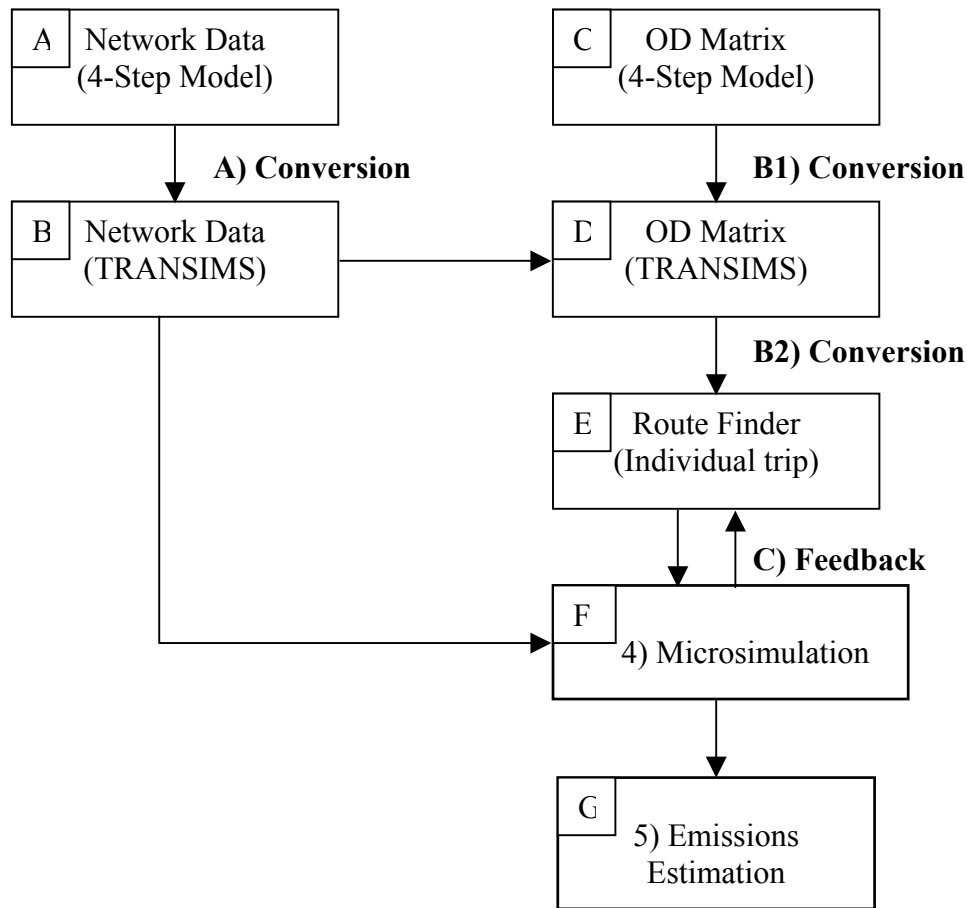 A
Network Data
(4-Step Model)
C
OD Matrix
(4-Step Model)
A) Conversion
B1) Conversion
B
Network Data
(TRANSIMS)
D
OD Matrix
(TRANSIMS)
B2) Conversion
E
Route Finder
(Individual trip)
C) Feedback
F
4) Microsimulation
G
5) Emissions
Estimation